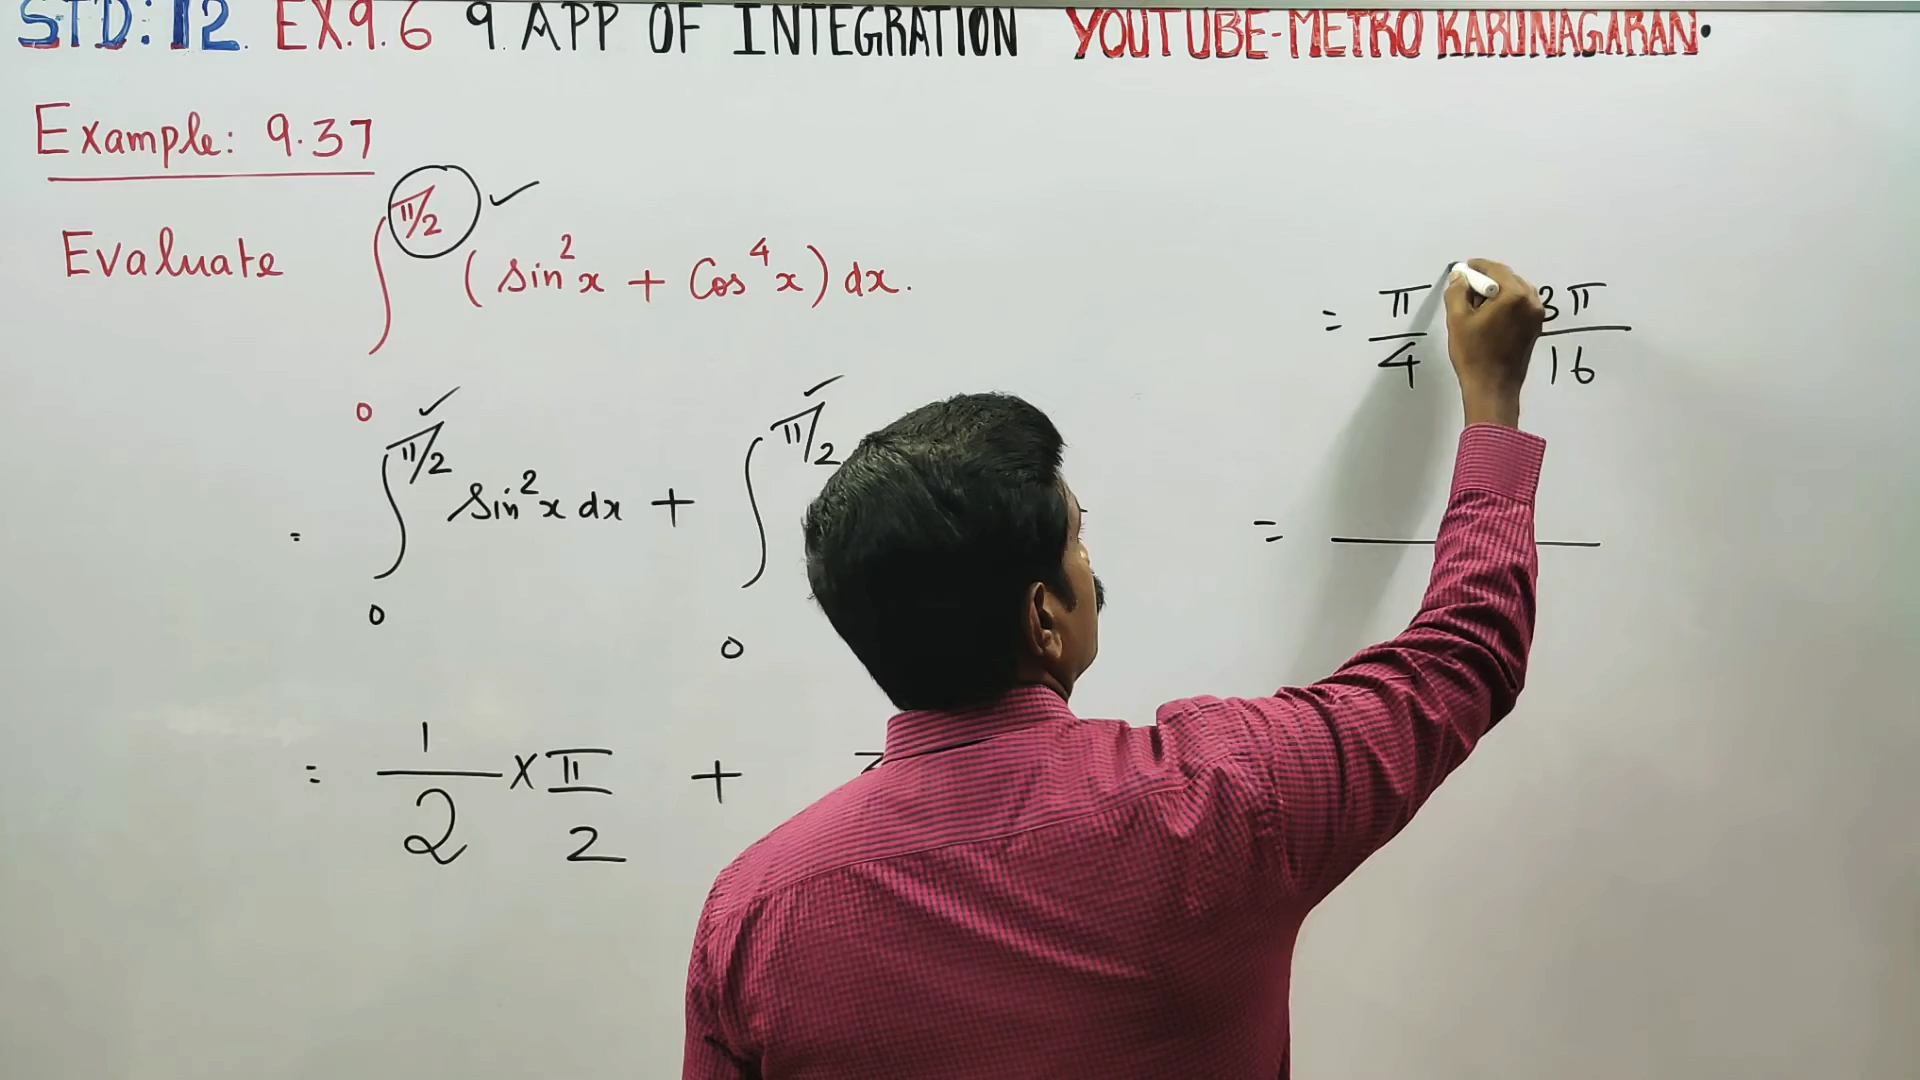 STD: 12. EX.9.6 9. APP OF INTEGRATION YOUTUBE-METRO KARUNAGARAN.
Example: 9.37
Evaluate ∫₀^(π/2) (sin²x + Cos⁴x) dx.
= ∫₀^(π/2) sin²x dx + ∫₀^(π/2)
= 1/2 × π/2 +
= π/4 3π/16
=